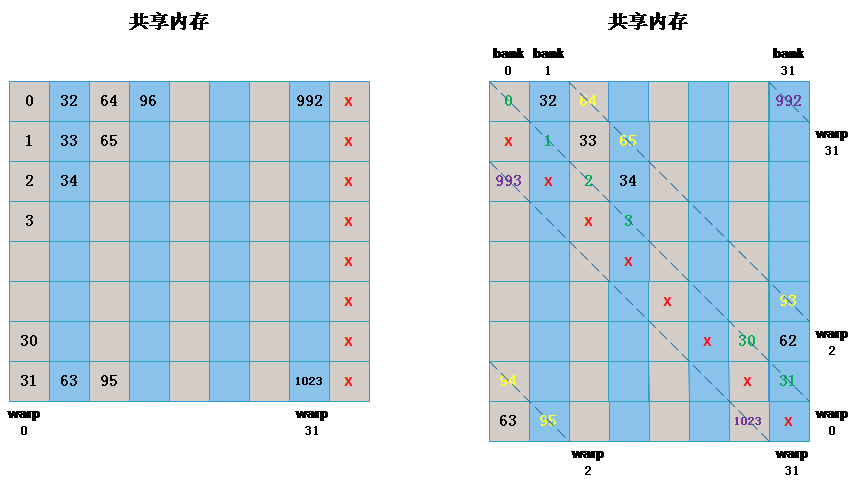 共享内存 共享内存
bank bank bank
0 1 31
0 32 64 96 992 x 0 32 64 992
1 33 65 x x 1 33 65 warp
31
2 34 x 993 x 2 34
3 x x 3
x x
x x 93
30 x x 30 62 warp
2
31 63 95 1023 x 94 x 31
warp warp 63 95 1023 x warp
0 31 0
warp warp
2 31